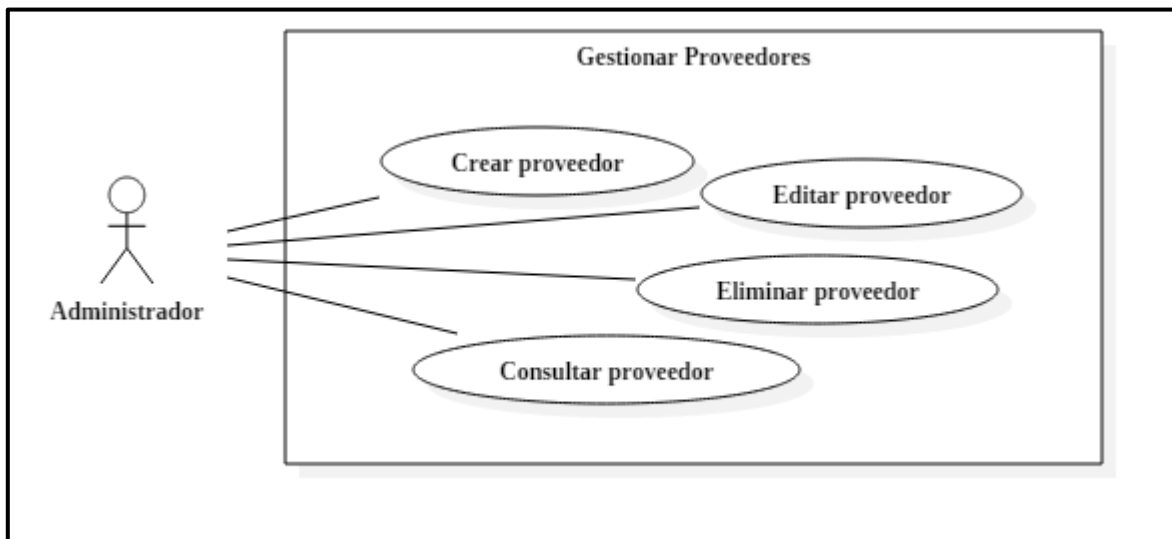 Gestionar Proveedores
Crear proveedor
Editar proveedor
Eliminar proveedor
Administrador
Consultar proveedor